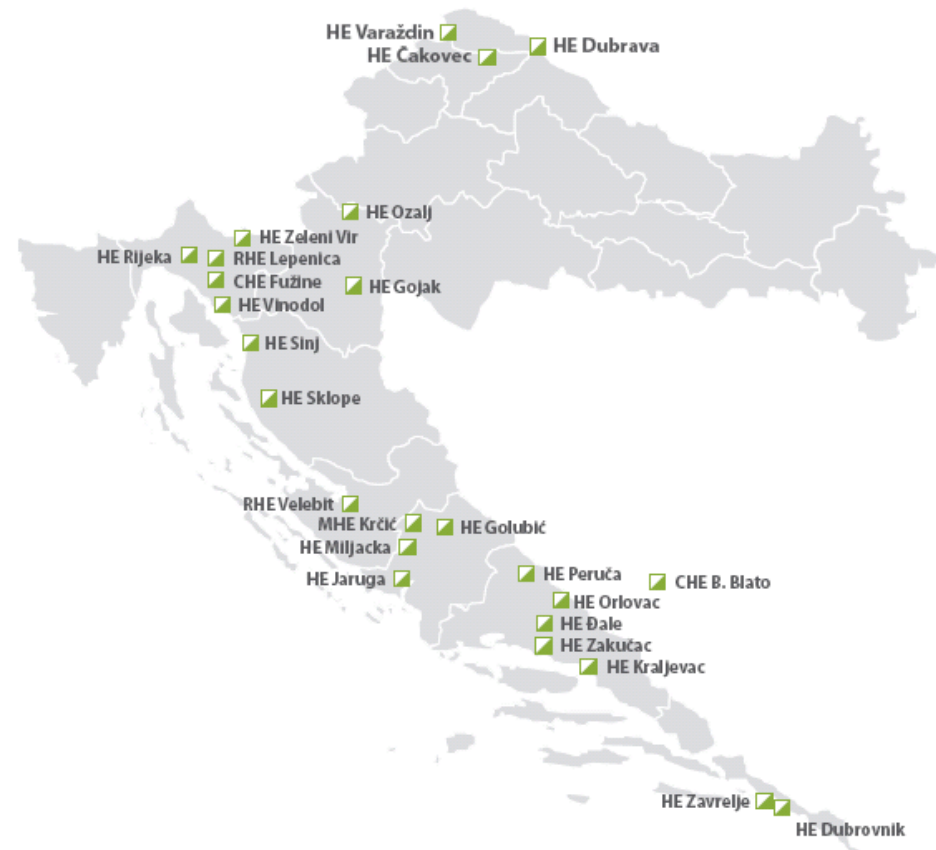 HE Varaždin
HE Dubrava
HE Čakovec
HE Ozalj
HE Zeleni Vir
HE Rijeka
RHE Lepenica
CHE Fužine
HE Gojak
HE Vinodol
HE Sinj
HE Sklope
RHE Velebit
MHE Krčić
HE Golubić
HE Miljacka
HE Jaruga
HE Peruča
CHE B. Blato
HE Orlovac
HE Đale
HE Zakučac
HE Kraljevac
HE Zavrelje
HE Dubrovnik